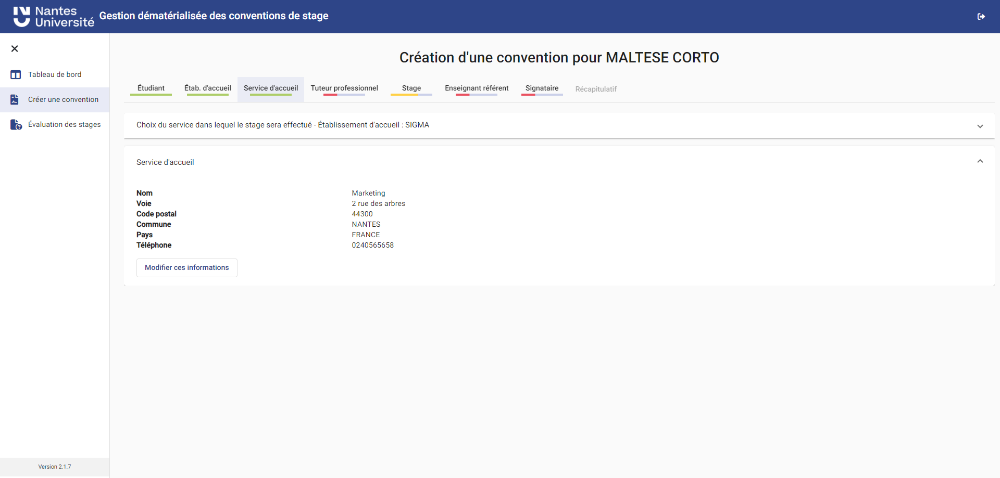 Nantes
Université
Gestion dématérialisée des conventions de stage
Tableau de bord
Créer une convention
Évaluation des stages
Version 2.1.7
Création d'une convention pour MALTESE CORTO
Étudiant Étab. d'accueil Service d'accueil Tuteur professionnel Stage Enseignant référent Signataire Récapitulatif
Choix du service dans lequel le stage sera effectué - Établissement d'accueil : SIGMA
Service d'accueil
Nom Marketing
Voie 2 rue des arbres
Code postal 44300
Commune NANTES
Pays FRANCE
Téléphone 0240565658
Modifier ces informations